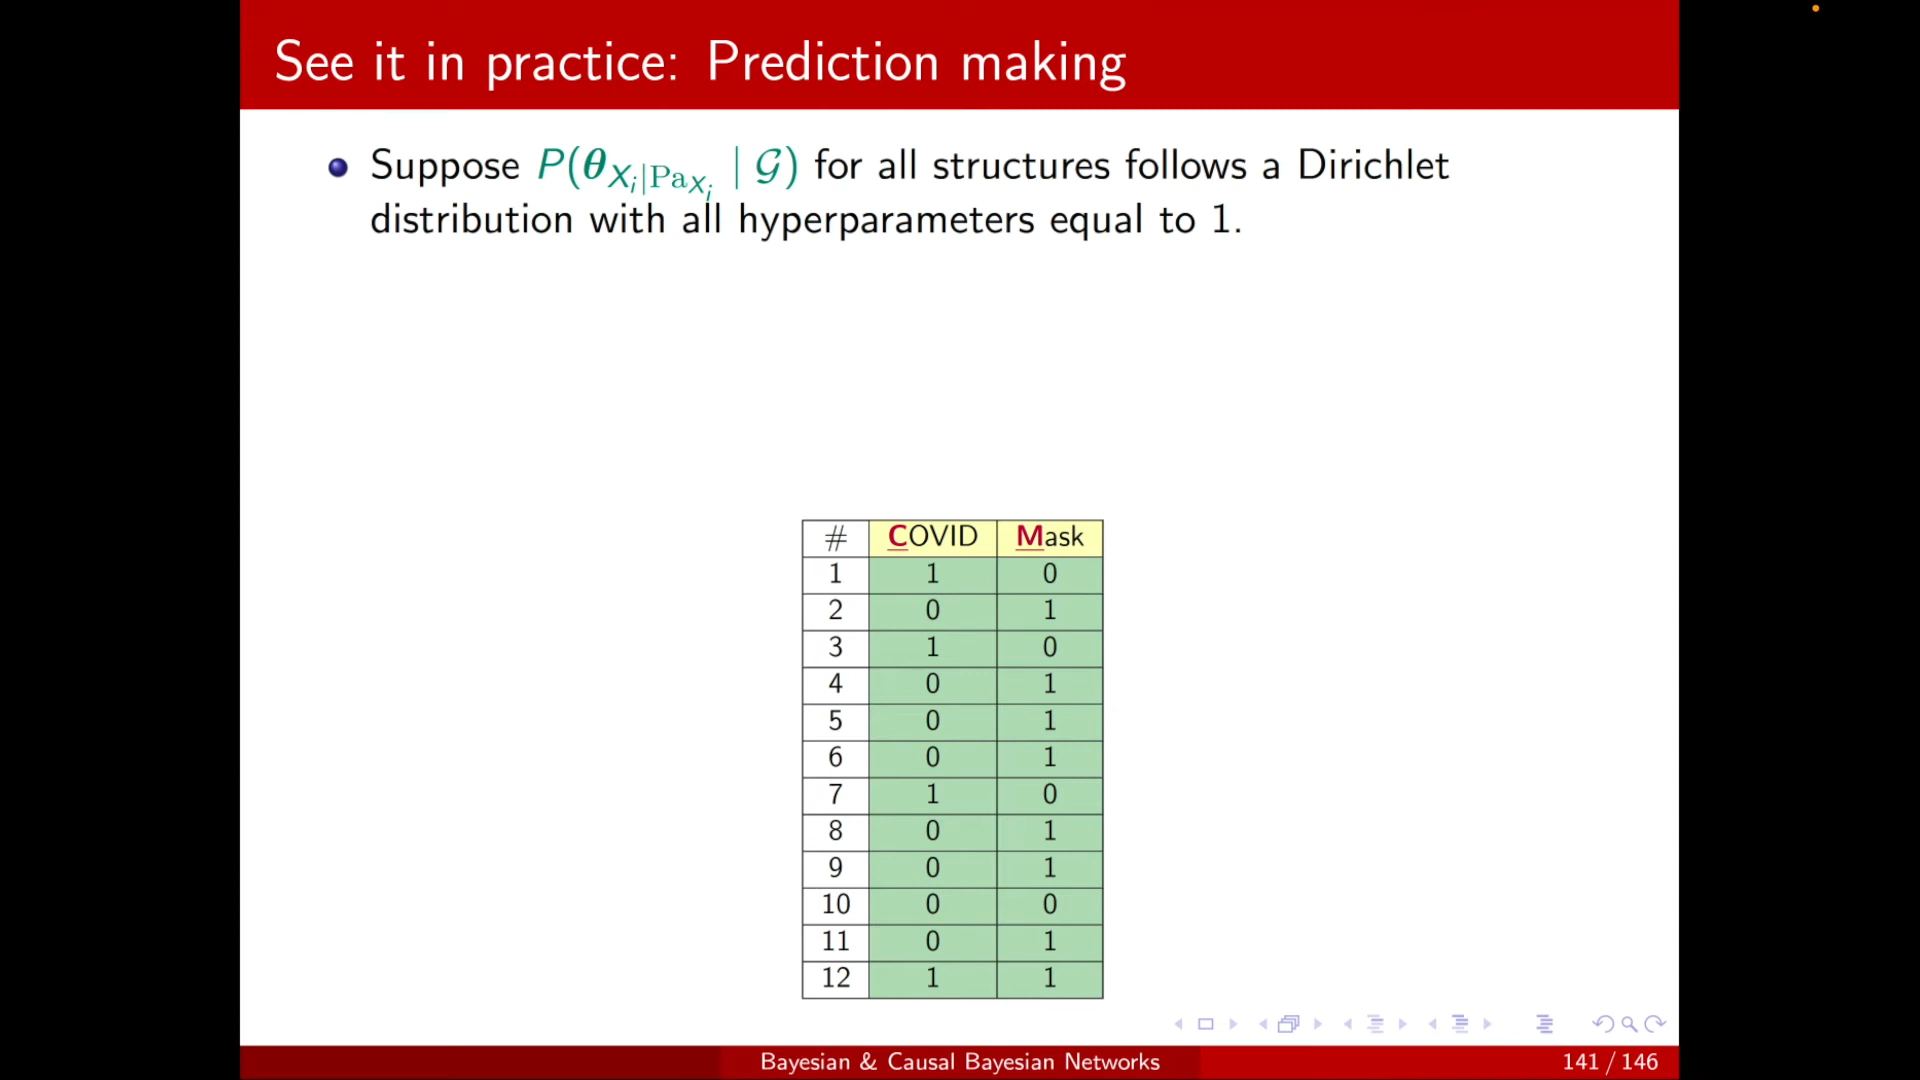 See it in practice: Prediction making
Suppose P(θ_{X_i|Pa_{X_i}} | 𝒢) for all structures follows a Dirichlet
distribution with all hyperparameters equal to 1.
# COVID Mask
1 1 0
2 0 1
3 1 0
4 0 1
5 0 1
6 0 1
7 1 0
8 0 1
9 0 1
10 0 0
11 0 1
12 1 1
Bayesian & Causal Bayesian Networks 141 / 146